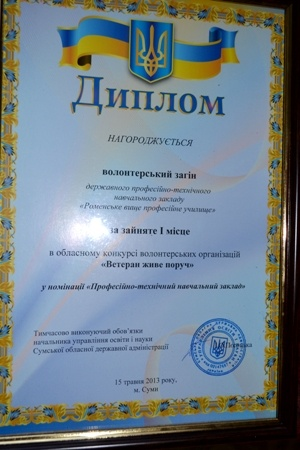 Диплом
НАГОРОДЖУЄТЬСЯ
волонтерський загін
державного професійно-технічного
навчального закладу
«Роменське вище професійне училище»
за зайняте І місце
в обласному конкурсі волонтерських організацій
«Ветеран живе поруч»
у номінації «Професійно-технічний навчальний заклад»
Тимчасово виконуючий обов'язки
начальника управління освіти і науки
Сумської обласної державної адміністрації
15 травня 2013 року,
м. Суми